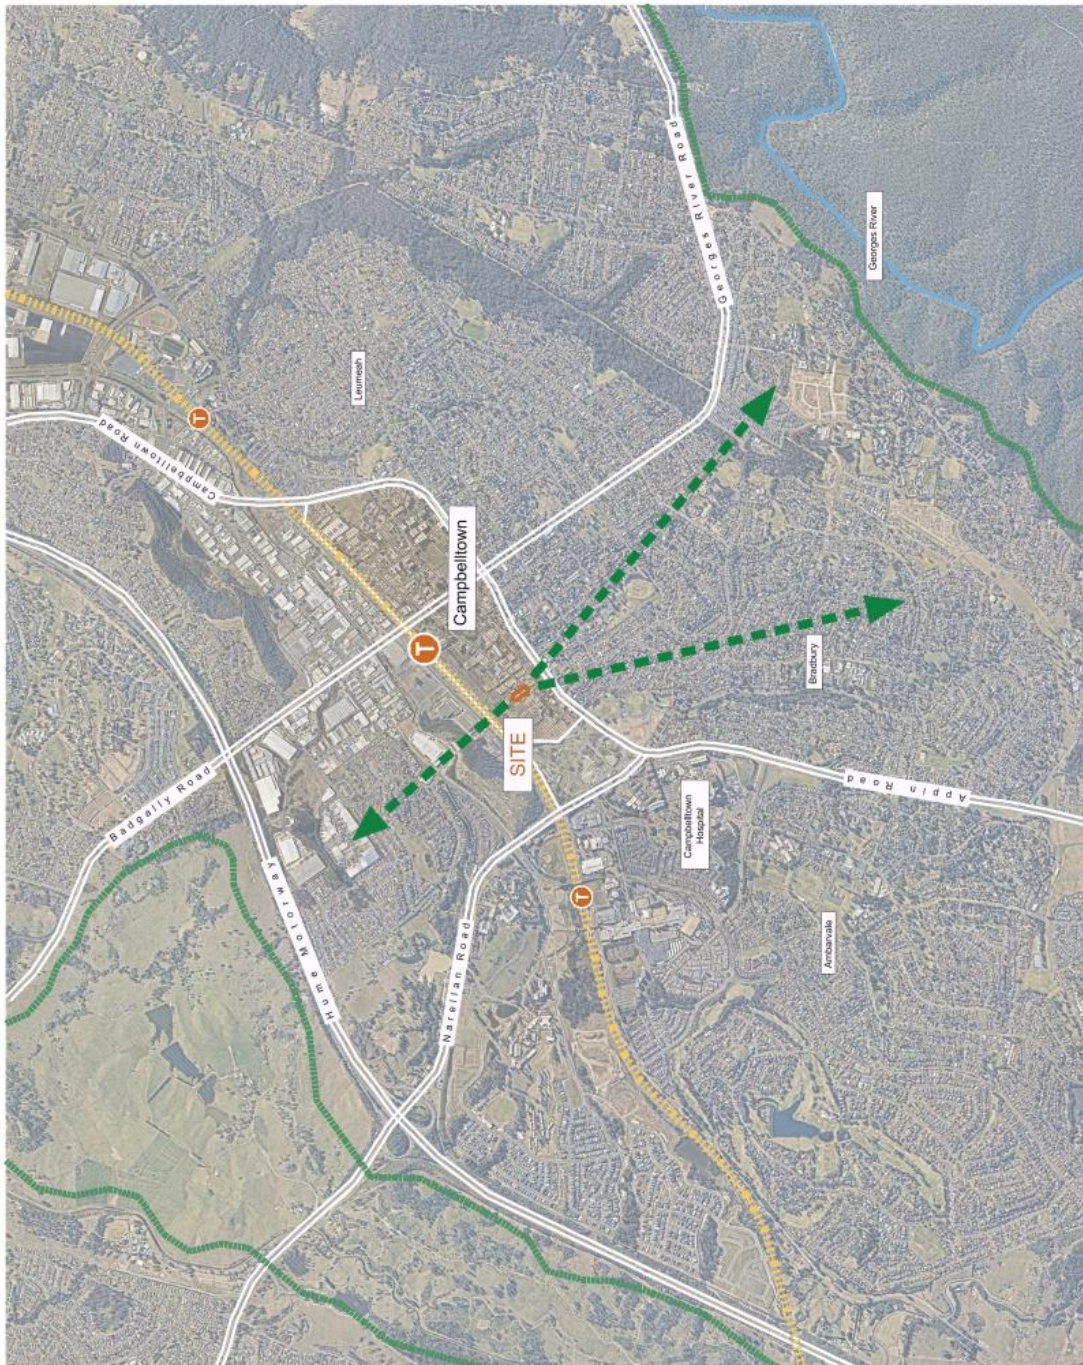 Badgally Road
Campbelltown Road
T
Hume Motorway
Leumeah
T
Narellan Road
Campbelltown
SITE
T
Campbelltown
Hospital
Georges River Road
Bradbury
Ambarvale
Georges River
Appin Road